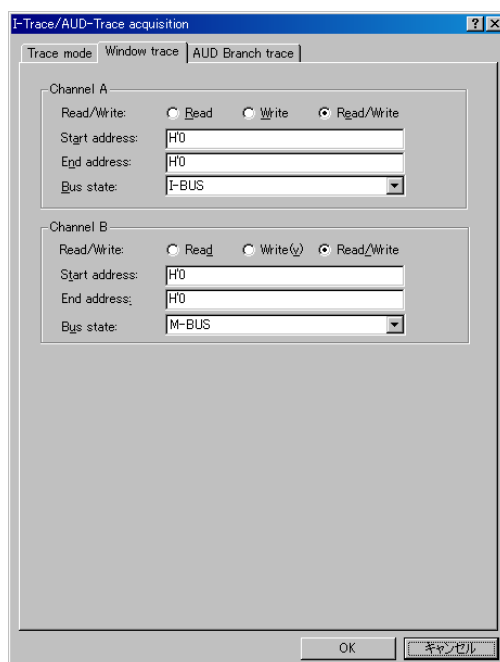 I-Trace/AUD-Trace acquisition
Trace mode Window trace AUD Branch trace
Channel A
Read/Write: Read Write Read/Write
Start address: H'0
End address: H'0
Bus state: I-BUS
Channel B
Read/Write: Read Write(v) Read/Write
Start address: H'0
End address: H'0
Bus state: M-BUS
OK キャンセル